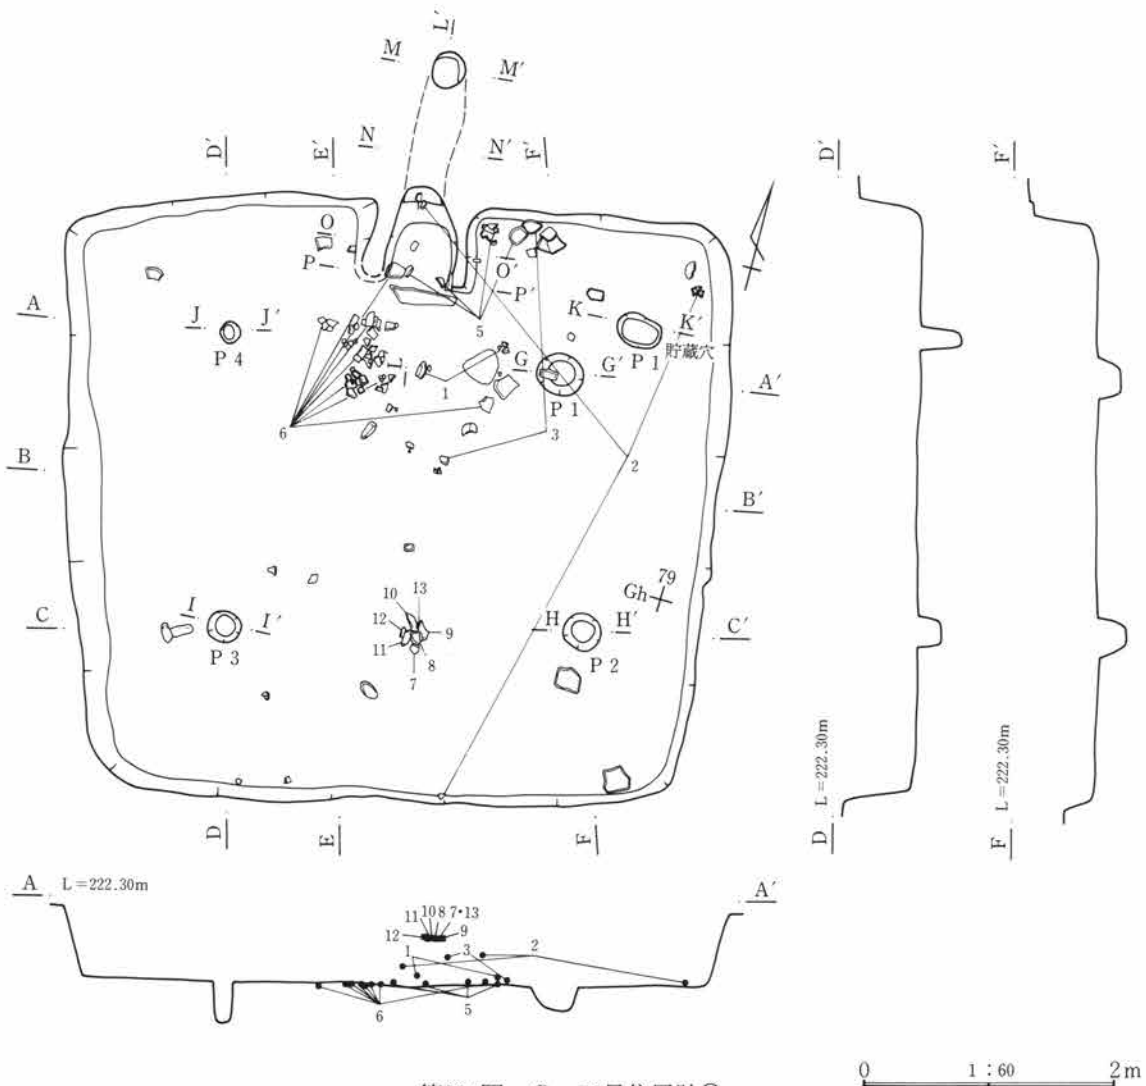 L′
M
M′
D′
E′
N
N′
F′
D′
F′
O
P
O′
P′
A
J
J′
P 4
5
K
K′
P 1
貯蔵穴
L
1
G
G′
P 1
A′
6
3
2
B
B′
79
Gh
10
13
C
I
I′
P 3
12
11
7
8
9
H
H′
P 2
C′
D
E
F
D L=222.30m
F L=222.30m
A L=222.30m
A′
11 10 8 7・13
12
9
1
3
2
6
5
0 1:60 2m